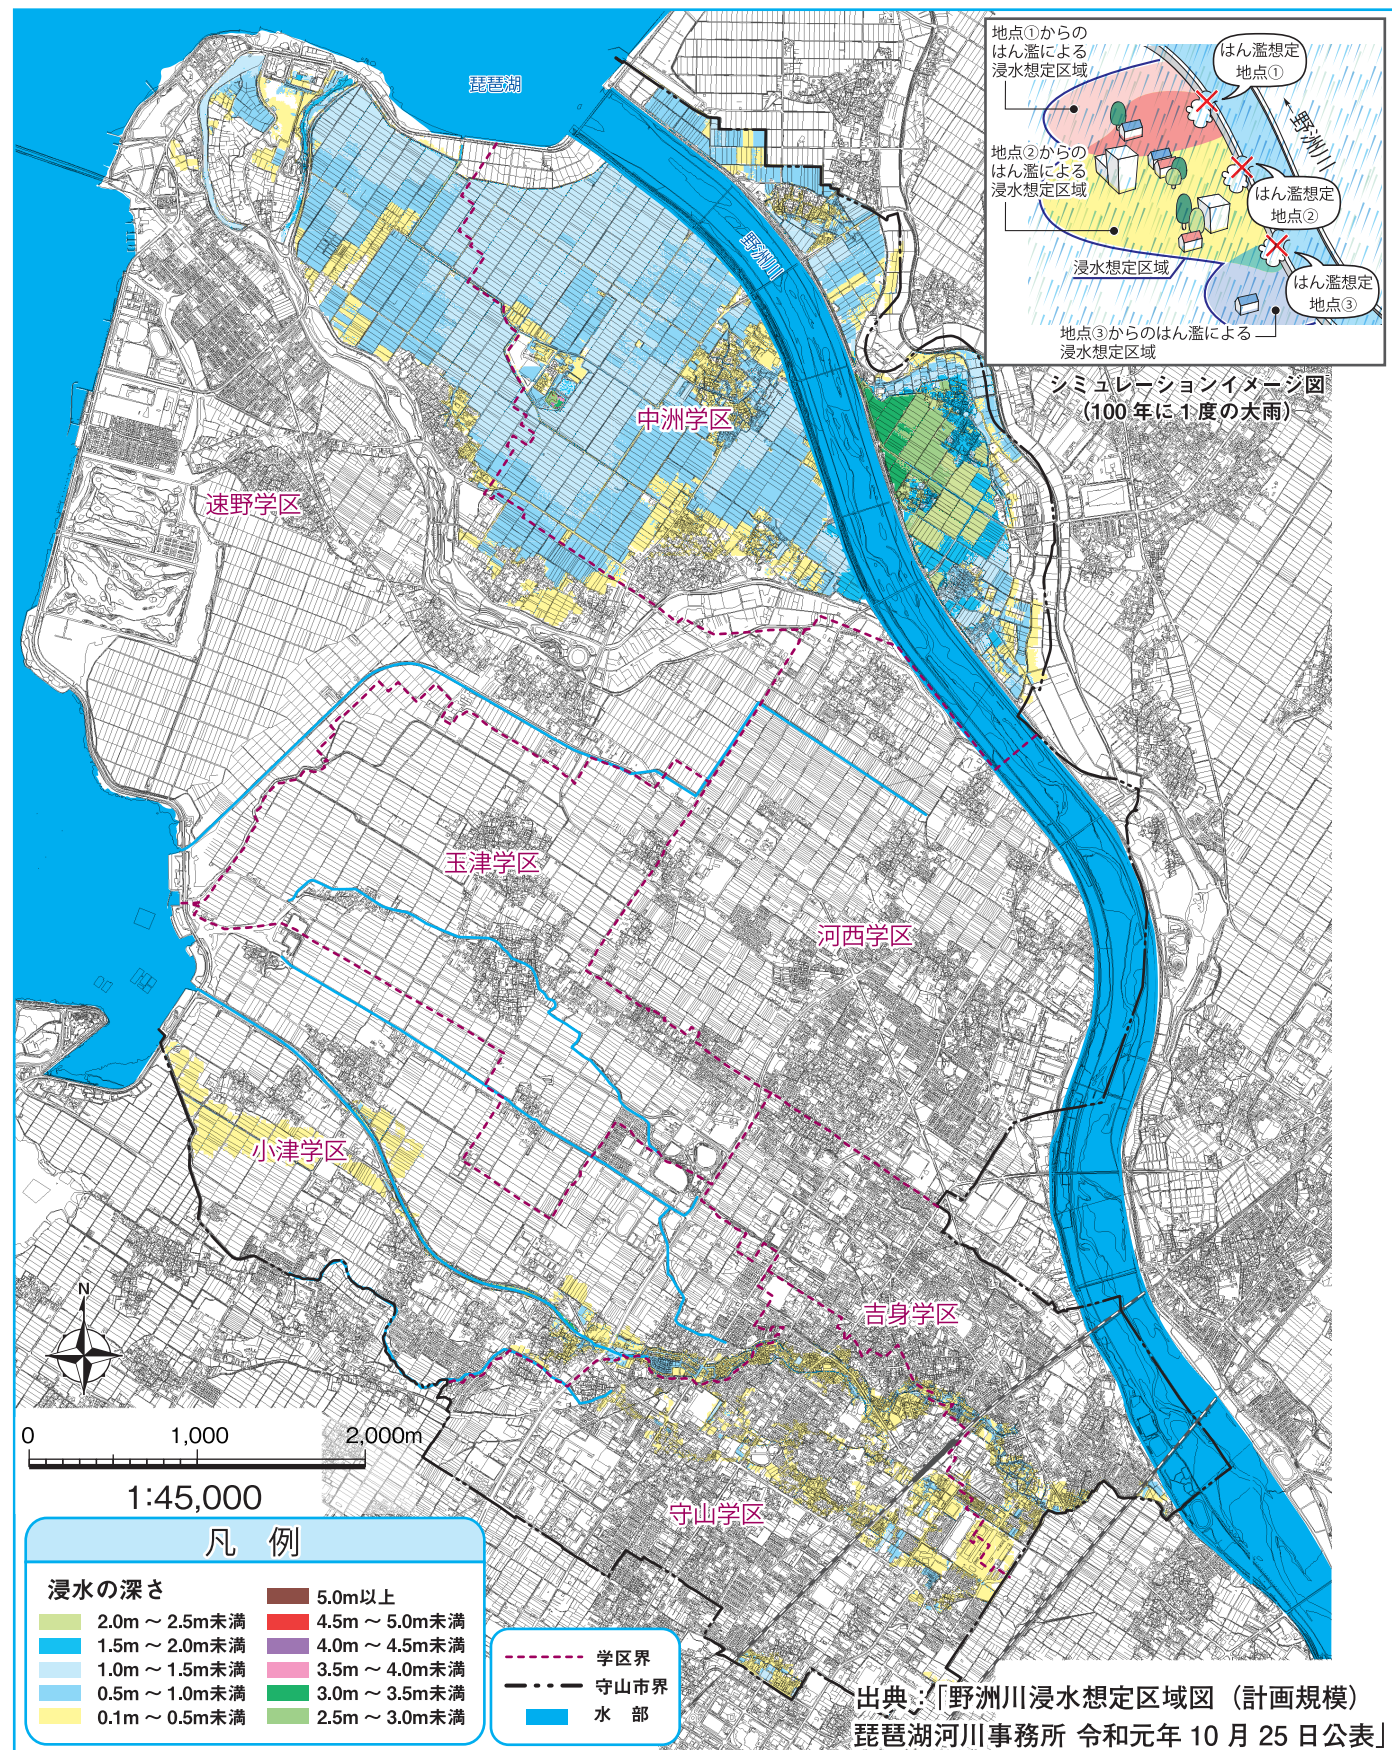 琵琶湖
野洲川
地点①からの
はん濫による
浸水想定区域
はん濫想定
地点①
野洲川
地点②からの
はん濫による
浸水想定区域
はん濫想定
地点②
浸水想定区域
はん濫想定
地点③
地点③からのはん濫による
浸水想定区域
シミュレーションイメージ図
(100年に1度の大雨)
中洲学区
速野学区
玉津学区
河西学区
小津学区
吉身学区
守山学区
N
0 1,000 2,000m
1:45,000
凡 例
浸水の深さ
2.0m ～ 2.5m未満
1.5m ～ 2.0m未満
1.0m ～ 1.5m未満
0.5m ～ 1.0m未満
0.1m ～ 0.5m未満
5.0m以上
4.5m ～ 5.0m未満
4.0m ～ 4.5m未満
3.5m ～ 4.0m未満
3.0m ～ 3.5m未満
2.5m ～ 3.0m未満
学区界
守山市界
水 部
出典:「野洲川浸水想定区域図（計画規模）
琵琶湖河川事務所 令和元年 10 月 25 日公表」